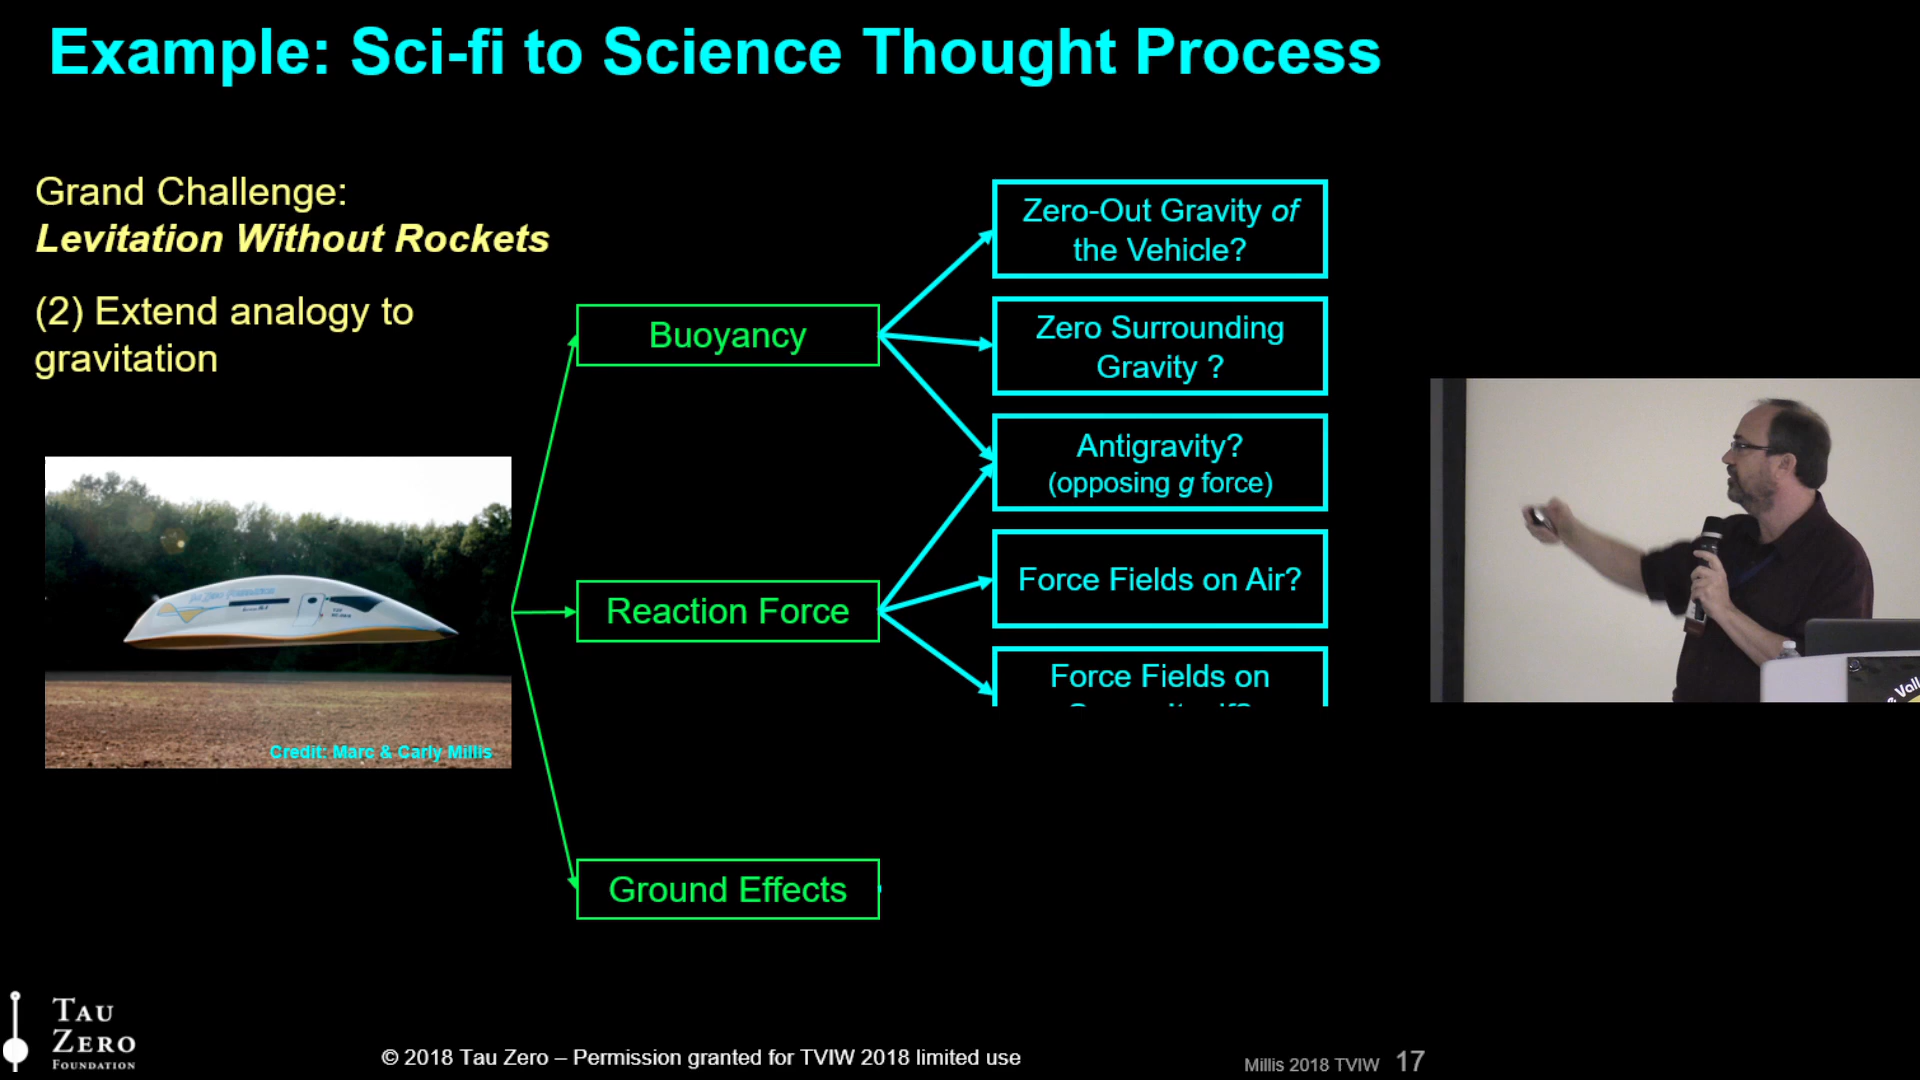 Example: Sci-fi to Science Thought Process
Grand Challenge:
Levitation Without Rockets
(2) Extend analogy to
gravitation
Buoyancy
Reaction Force
Ground Effects
Zero-Out Gravity of
the Vehicle?
Zero Surrounding
Gravity ?
Antigravity?
(opposing g force)
Force Fields on Air?
Force Fields on
Credit: Marc & Carly Millis
TAU
ZERO
FOUNDATION
© 2018 Tau Zero – Permission granted for TVIW 2018 limited use
Millis 2018 TVIW 17